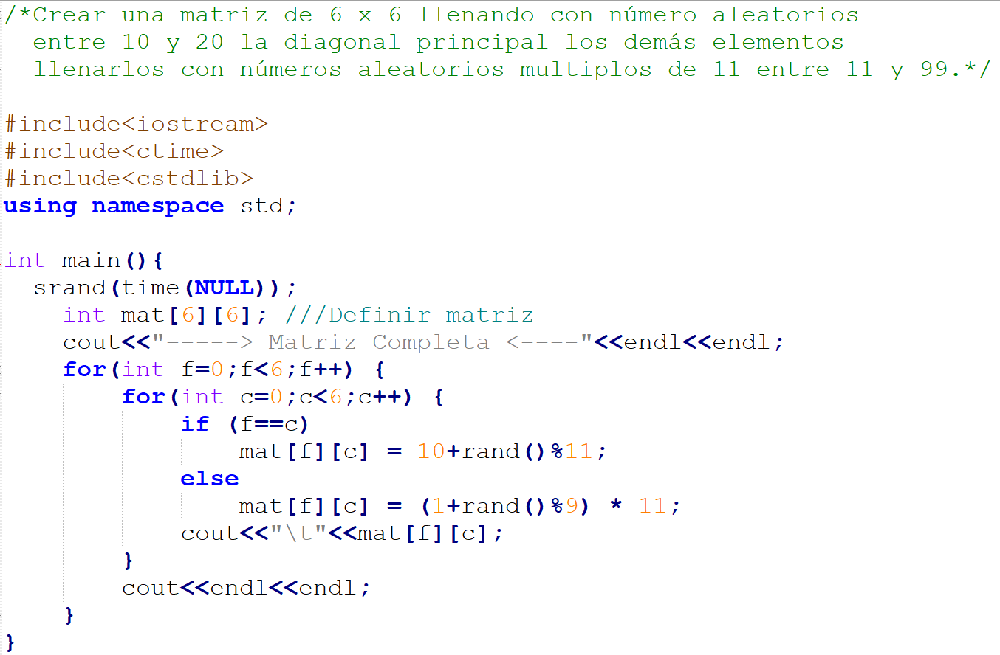 /*Crear una matriz de 6 x 6 llenando con número aleatorios
  entre 10 y 20 la diagonal principal los demás elementos
  llenarlos con números aleatorios multiplos de 11 entre 11 y 99.*/

#include<iostream>
#include<ctime>
#include<cstdlib>
using namespace std;

int main(){
  srand(time(NULL));
    int mat[6][6]; ///Definir matriz
    cout<<"-----> Matriz Completa <----"<<endl<<endl;
    for(int f=0;f<6;f++) {
        for(int c=0;c<6;c++) {
            if (f==c)
                mat[f][c] = 10+rand()%11;
            else
                mat[f][c] = (1+rand()%9) * 11;
            cout<<"\t"<<mat[f][c];
        }
        cout<<endl<<endl;
    }
}